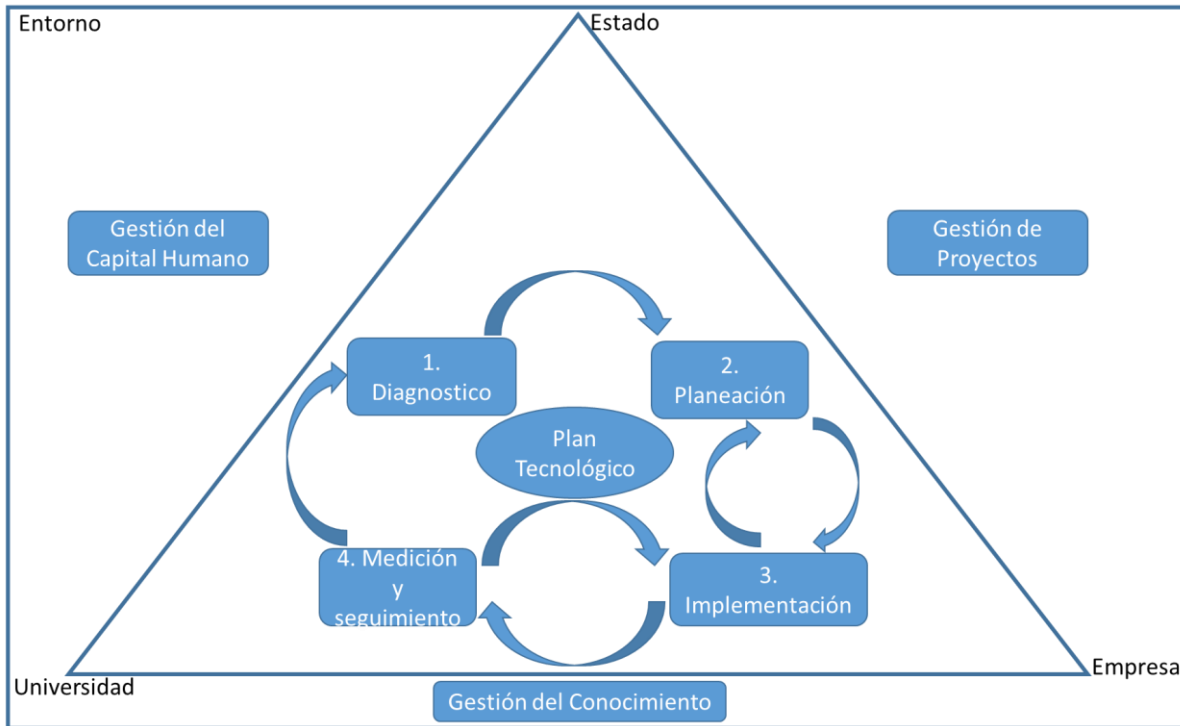 Entorno
Estado
Gestión del
Capital Humano
Gestión de
Proyectos
1.
Diagnostico
2.
Planeación
Plan
Tecnológico
4. Medición
y
seguimiento
3.
Implementación
Universidad
Empresa
Gestión del Conocimiento